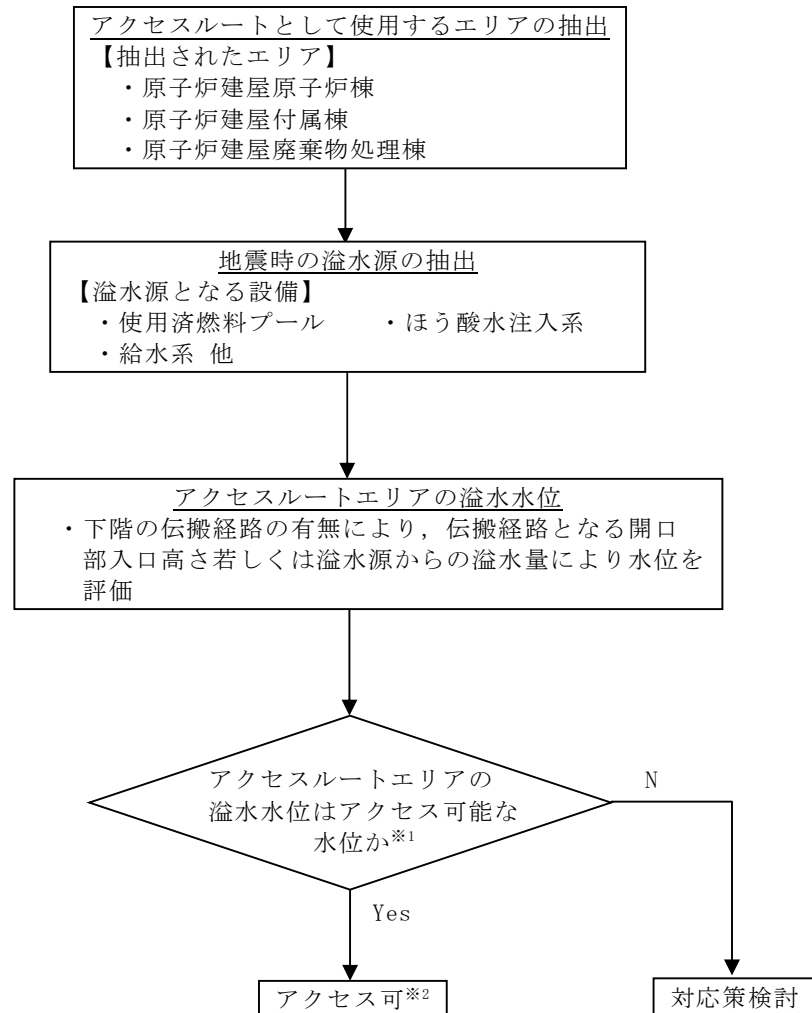 アクセスルートとして使用するエリアの抽出
【抽出されたエリア】
・原子炉建屋原子炉棟
・原子炉建屋付属棟
・原子炉建屋廃棄物処理棟
地震時の溢水源の抽出
【溢水源となる設備】
・使用済燃料プール　・ほう酸水注入系
・給水系 他
アクセスルートエリアの溢水水位
・下階の伝搬経路の有無により，伝搬経路となる開口
部入口高さ若しくは溢水源からの溢水量により水位を
評価
アクセスルートエリアの
溢水水位はアクセス可能な
水位か※1
N
Yes
アクセス可※2
対応策検討